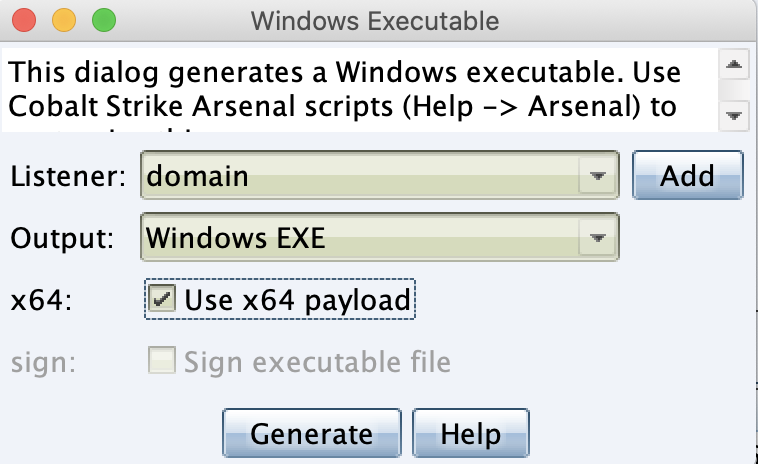 Windows Executable
This dialog generates a Windows executable. Use
Cobalt Strike Arsenal scripts (Help -> Arsenal) to
Listener: domain Add
Output: Windows EXE
x64: Use x64 payload
sign: Sign executable file
Generate Help